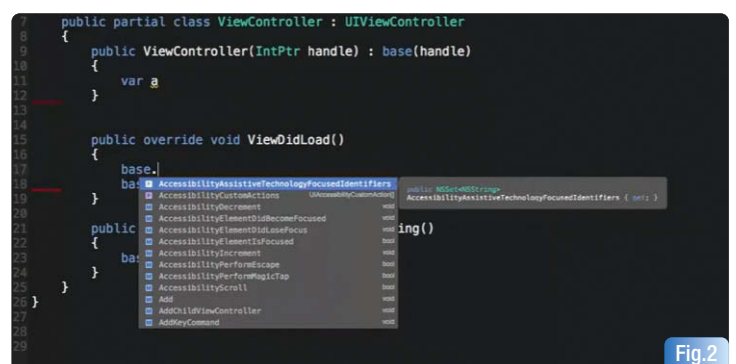 7 public partial class ViewController : UIViewController
8 {
9 public ViewController(IntPtr handle) : base(handle)
10 {
11 var a
12 }
13
14
15 public override void ViewDidLoad()
16 {
17 base.
18 bas
19 }
20
21 public ing()
22 {
23 bas
24 }
25 }
26 }
27
28
29
AccessibilityAssistiveTechnologyFocusedIdentifiers
AccessibilityCustomActions UIAccessibilityCustomAction[]
AccessibilityDecrement void
AccessibilityElementDidBecomeFocused void
AccessibilityElementDidLoseFocus void
AccessibilityElementIsFocused bool
AccessibilityIncrement void
AccessibilityPerformEscape bool
AccessibilityPerformMagicTap bool
AccessibilityScroll bool
Add void
AddChildViewController void
AddKeyCommand void
public NSSet<NSString>
AccessibilityAssistiveTechnologyFocusedIdentifiers { get; }
Fig.2